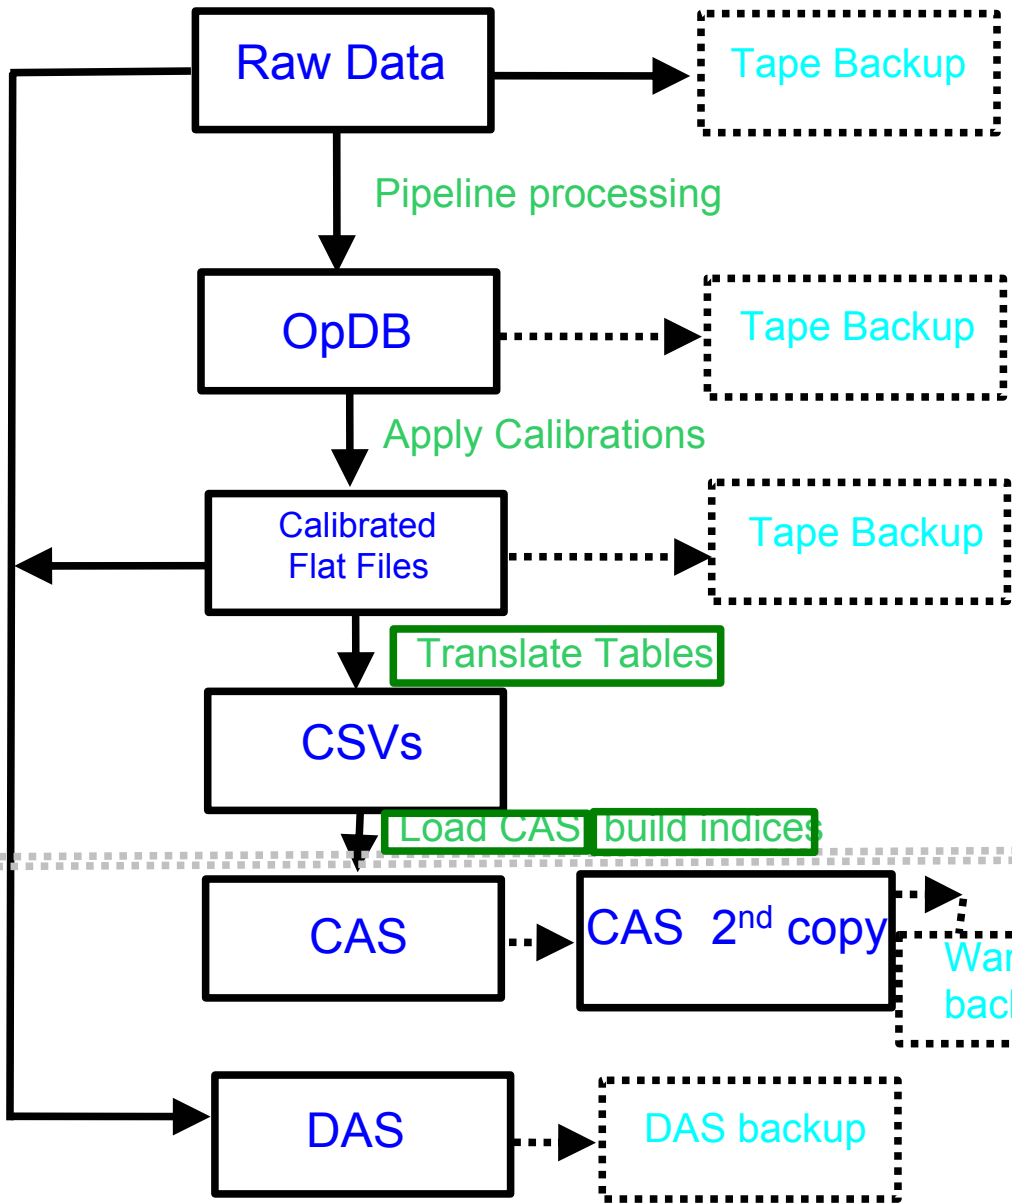 Raw Data
Tape Backup
Pipeline processing
OpDB
Tape Backup
Apply Calibrations
Calibrated
Flat Files
Tape Backup
Translate Tables
CSVs
Load CAS build indices
CAS
CAS 2nd copy
DAS
DAS backup